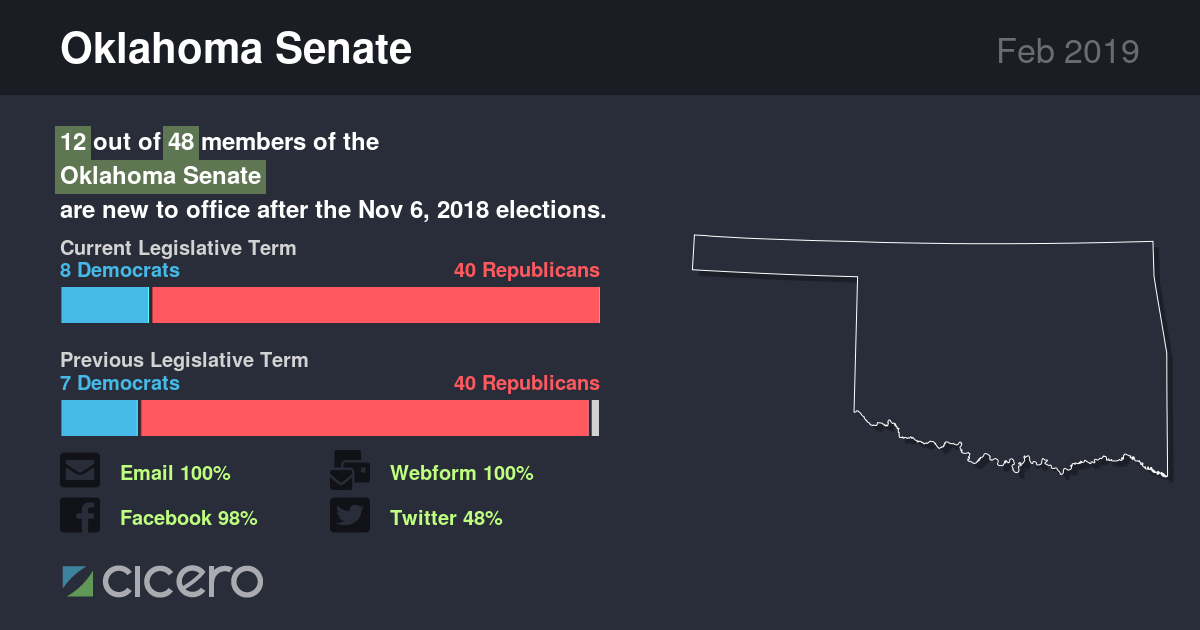 Oklahoma Senate
Feb 2019
12 out of 48 members of the
Oklahoma Senate
are new to office after the Nov 6, 2018 elections.
Current Legislative Term
8 Democrats 40 Republicans
Previous Legislative Term
7 Democrats 40 Republicans
Email 100% Webform 100%
Facebook 98% Twitter 48%
cicero